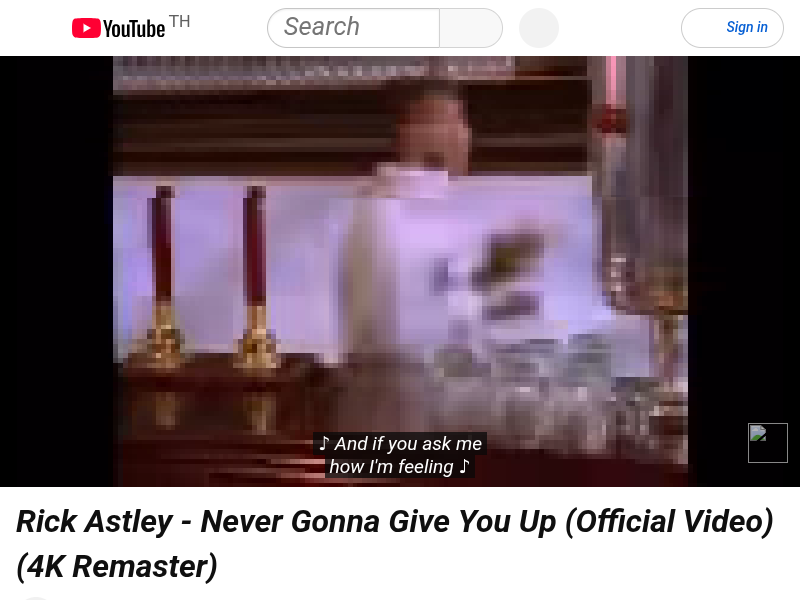 YouTube TH
Search
Sign in
♪ And if you ask me
how I'm feeling ♪
Rick Astley - Never Gonna Give You Up (Official Video)
(4K Remaster)